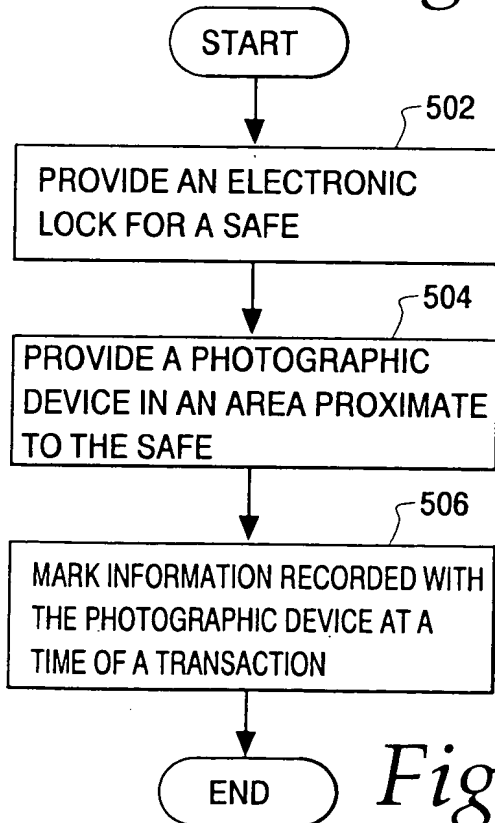 START
502
PROVIDE AN ELECTRONIC
LOCK FOR A SAFE
504
PROVIDE A PHOTOGRAPHIC
DEVICE IN AN AREA PROXIMATE
TO THE SAFE
506
MARK INFORMATION RECORDED WITH
THE PHOTOGRAPHIC DEVICE AT A
TIME OF A TRANSACTION
END
Fig